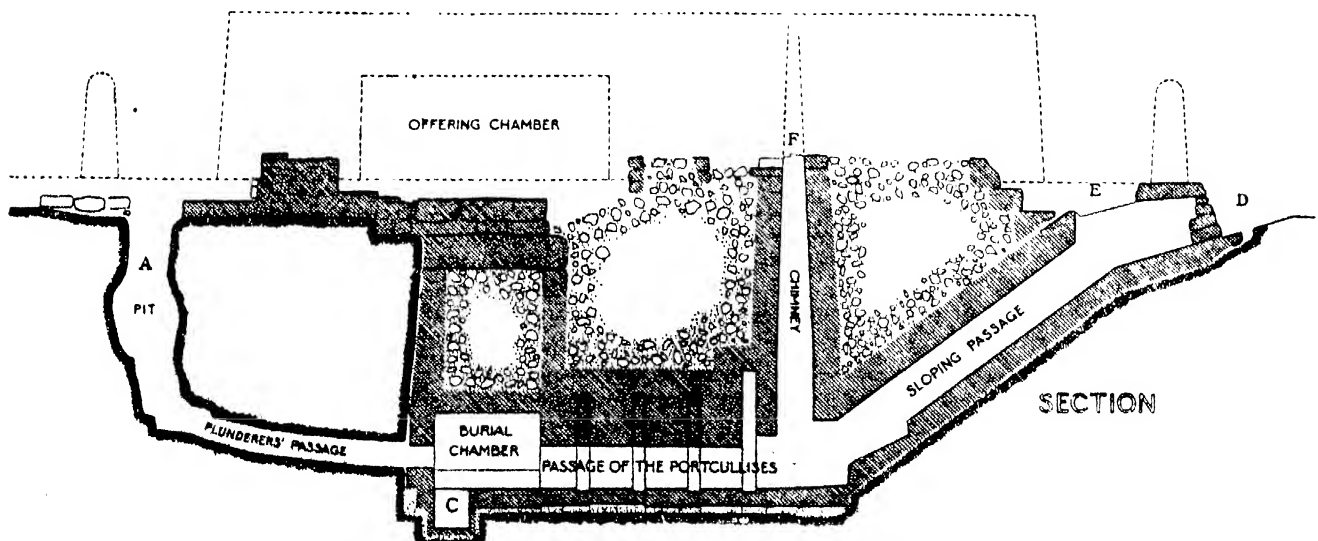 OFFERING CHAMBER
F
E
D
A
PIT
CHIMNEY
SLOPING PASSAGE
SECTION
PLUNDERERS' PASSAGE
BURIAL
CHAMBER
PASSAGE OF THE PORTCULLISES
C